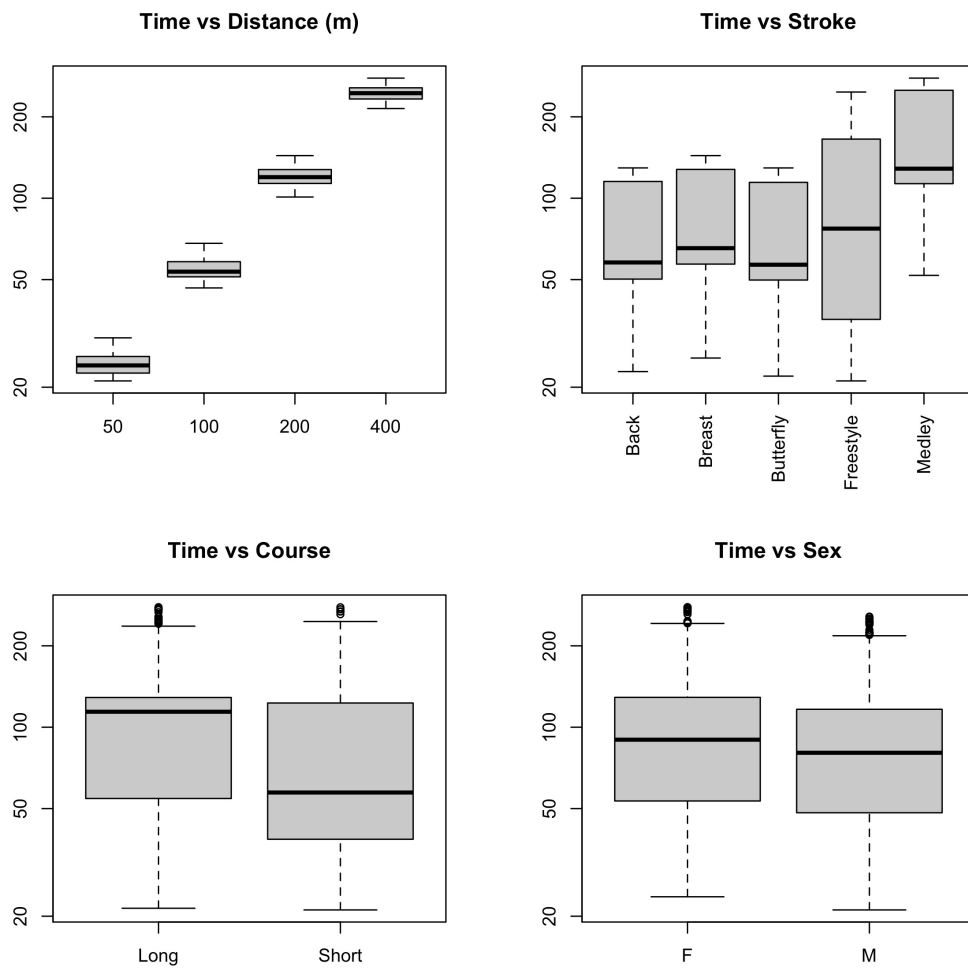 Time vs Distance (m)
200
100
50
20
50 100 200 400
Time vs Stroke
200
100
50
20
Back Breast Butterfly Freestyle Medley
Time vs Course
200
100
50
20
Long Short
Time vs Sex
200
100
50
20
F M